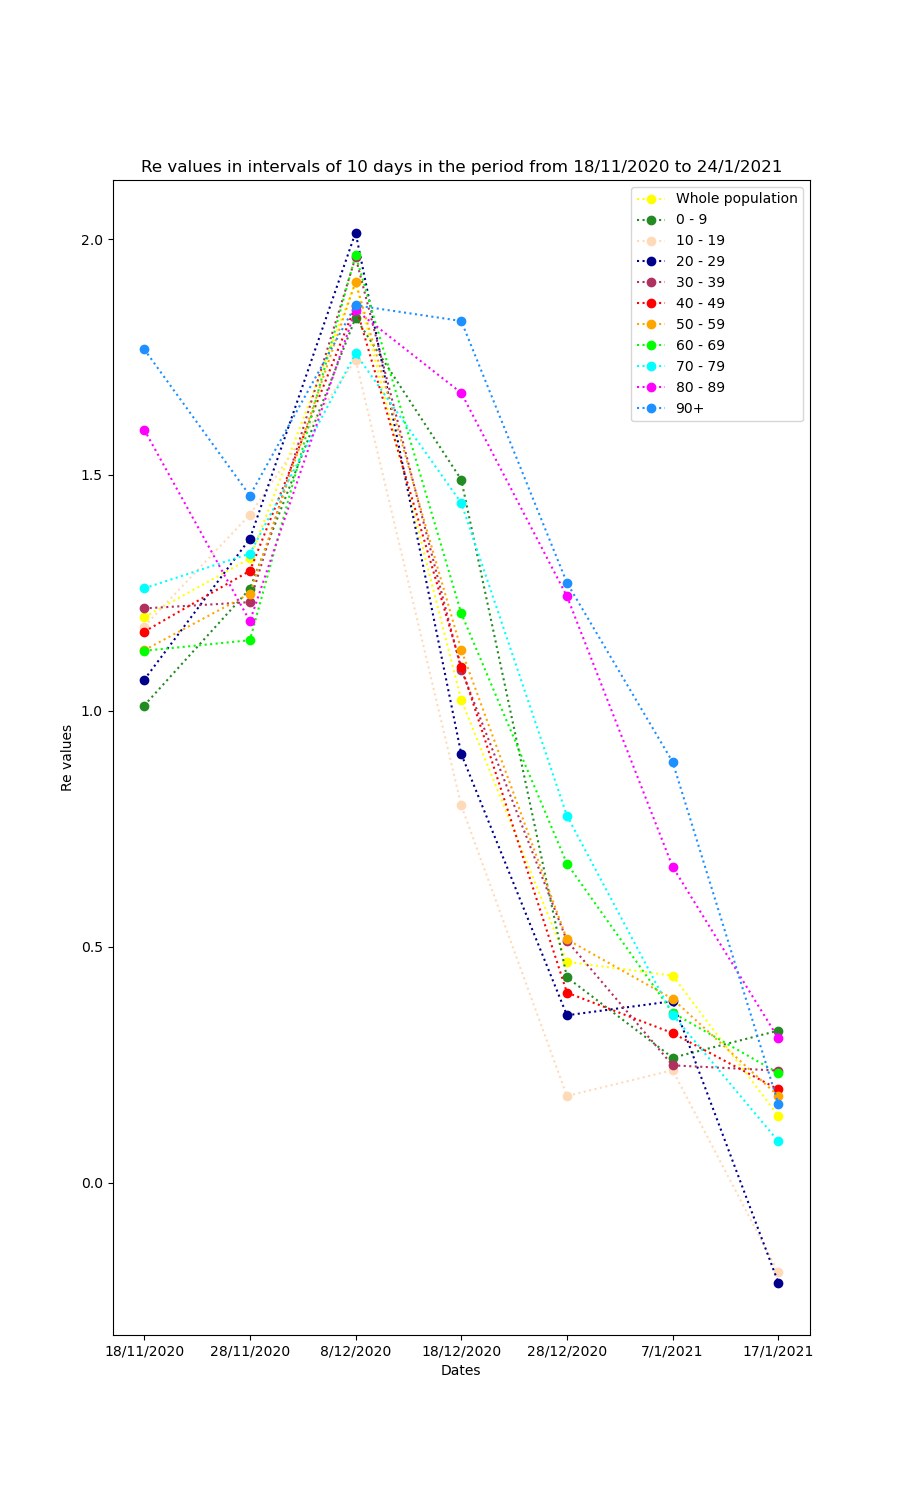 Re values in intervals of 10 days in the period from 18/11/2020 to 24/1/2021
Whole population
0 - 9
10 - 19
20 - 29
30 - 39
40 - 49
50 - 59
60 - 69
70 - 79
80 - 89
90+
2.0
1.5
1.0
0.5
0.0
Re values
18/11/2020 28/11/2020 8/12/2020 18/12/2020 28/12/2020 7/1/2021 17/1/2021
Dates